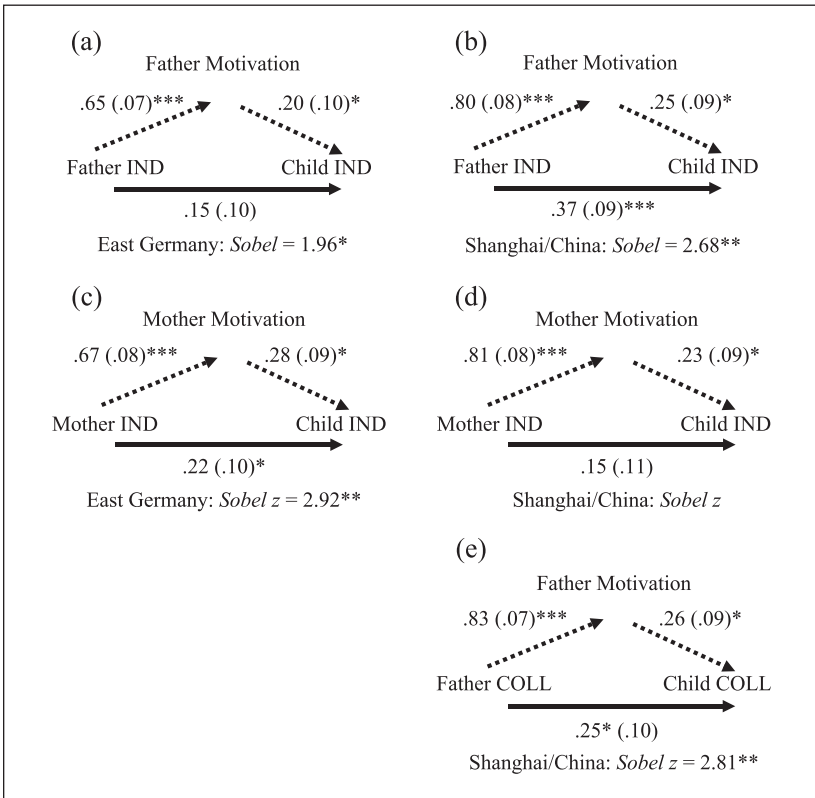 (a)
Father Motivation
.65 (.07)*** .20 (.10)*
Father IND Child IND
.15 (.10)
East Germany: Sobel = 1.96*
(b)
Father Motivation
.80 (.08)*** .25 (.09)*
Father IND Child IND
.37 (.09)***
Shanghai/China: Sobel = 2.68**
(c)
Mother Motivation
.67 (.08)*** .28 (.09)*
Mother IND Child IND
.22 (.10)*
East Germany: Sobel z = 2.92**
(d)
Mother Motivation
.81 (.08)*** .23 (.09)*
Mother IND Child IND
.15 (.11)
Shanghai/China: Sobel z
(e)
Father Motivation
.83 (.07)*** .26 (.09)*
Father COLL Child COLL
.25* (.10)
Shanghai/China: Sobel z = 2.81**